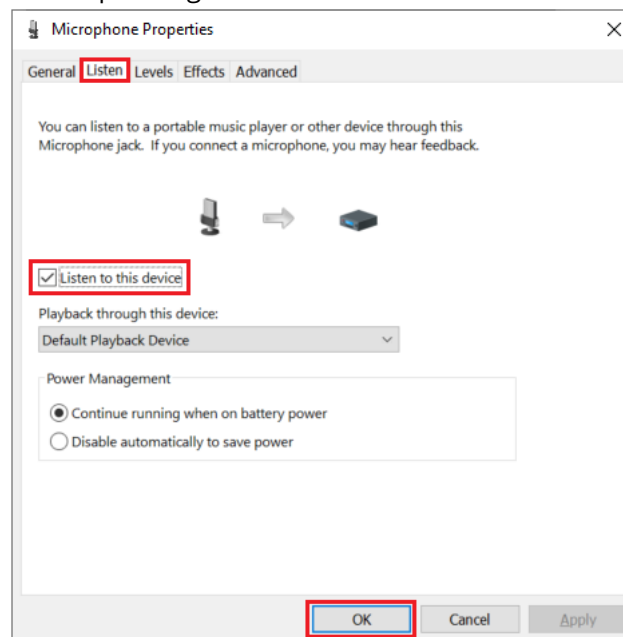 Microphone Properties
General Listen Levels Effects Advanced
You can listen to a portable music player or other device through this
Microphone jack. If you connect a microphone, you may hear feedback.
Listen to this device
Playback through this device:
Default Playback Device
Power Management
Continue running when on battery power
Disable automatically to save power
OK Cancel Apply